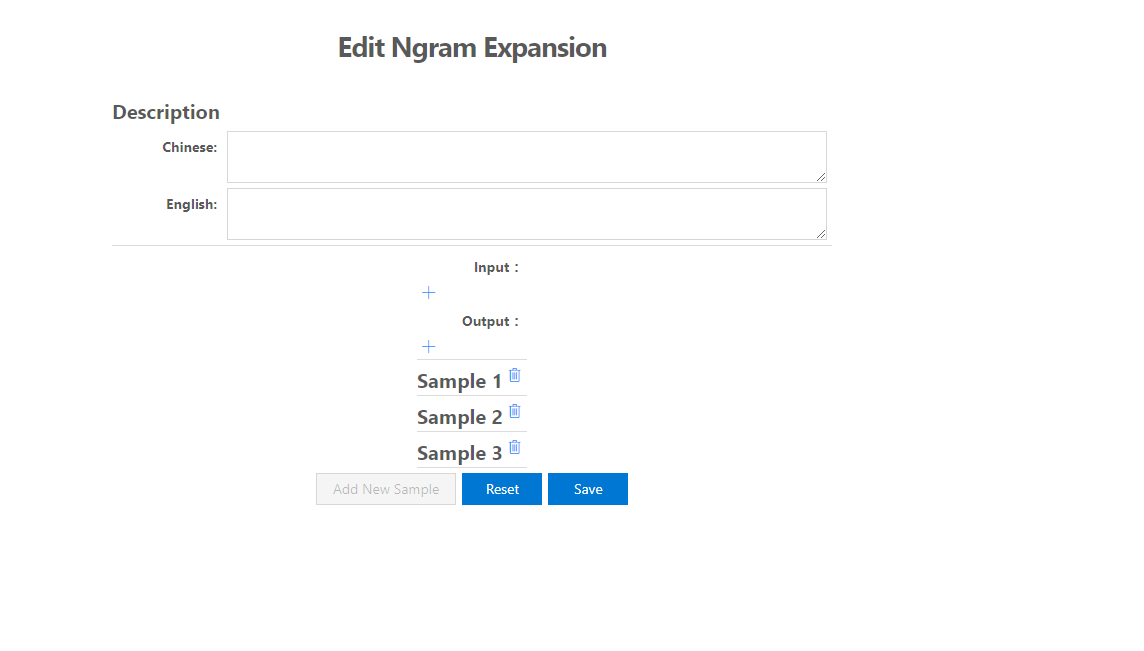 Edit Ngram Expansion
Description
Chinese:
English:
Input：
Output：
Sample 1
Sample 2
Sample 3
Add New Sample Reset Save